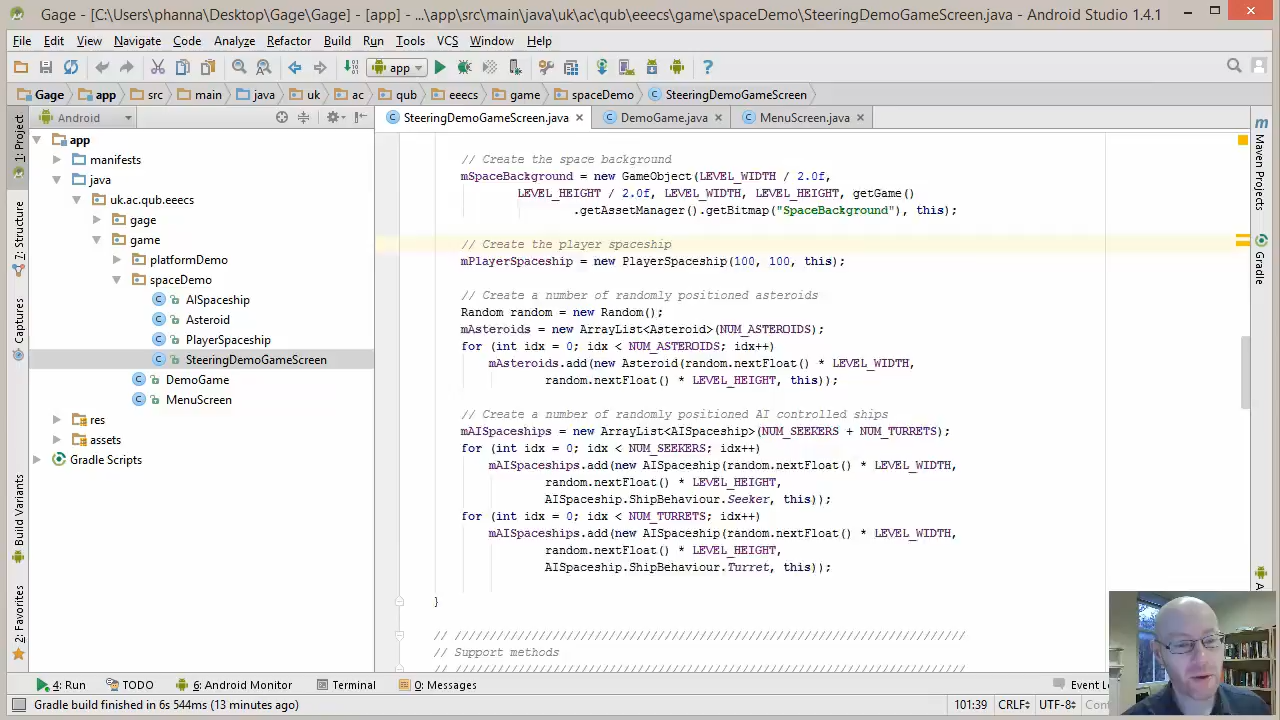 Gage - [C:\Users\phanna\Desktop\Gage\Gage] - [app] - ...\app\src\main\java\uk\ac\qub\eeecs\game\spaceDemo\SteeringDemoGameScreen.java - Android Studio 1.4.1
File Edit View Navigate Code Analyze Refactor Build Run Tools VCS Window Help
app
Gage app src main java uk ac qub eeecs game spaceDemo SteeringDemoGameScreen
Android
SteeringDemoGameScreen.java DemoGame.java MenuScreen.java
1: Project
7: Structure
Captures
Build Variants
2: Favorites
app
manifests
java
uk.ac.qub.eeecs
gage
game
platformDemo
spaceDemo
AISpaceship
Asteroid
PlayerSpaceship
SteeringDemoGameScreen
DemoGame
MenuScreen
res
assets
Gradle Scripts
// Create the space background
mSpaceBackground = new GameObject(LEVEL_WIDTH / 2.0f,
LEVEL_HEIGHT / 2.0f, LEVEL_WIDTH, LEVEL_HEIGHT, getGame()
.getAssetManager().getBitmap("SpaceBackground"), this);
// Create the player spaceship
mPlayerSpaceship = new PlayerSpaceship(100, 100, this);
// Create a number of randomly positioned asteroids
Random random = new Random();
mAsteroids = new ArrayList<Asteroid>(NUM_ASTEROIDS);
for (int idx = 0; idx < NUM_ASTEROIDS; idx++)
mAsteroids.add(new Asteroid(random.nextFloat() * LEVEL_WIDTH,
random.nextFloat() * LEVEL_HEIGHT, this));
// Create a number of randomly positioned AI controlled ships
mAISpaceships = new ArrayList<AISpaceship>(NUM_SEEKERS + NUM_TURRETS);
for (int idx = 0; idx < NUM_SEEKERS; idx++)
mAISpaceships.add(new AISpaceship(random.nextFloat() * LEVEL_WIDTH,
random.nextFloat() * LEVEL_HEIGHT,
AISpaceship.ShipBehaviour.Seeker, this));
for (int idx = 0; idx < NUM_TURRETS; idx++)
mAISpaceships.add(new AISpaceship(random.nextFloat() * LEVEL_WIDTH,
random.nextFloat() * LEVEL_HEIGHT,
AISpaceship.ShipBehaviour.Turret, this));
}
// /////////////////////////////////////////////////////////////////////////
// Support methods
// /////////////////////////////////////////////////////////////////////////
Maven Projects
Gradle
4: Run TODO 6: Android Monitor Terminal 0: Messages Event
Gradle build finished in 6s 544ms (13 minutes ago) 101:39 CRLF UTF-8